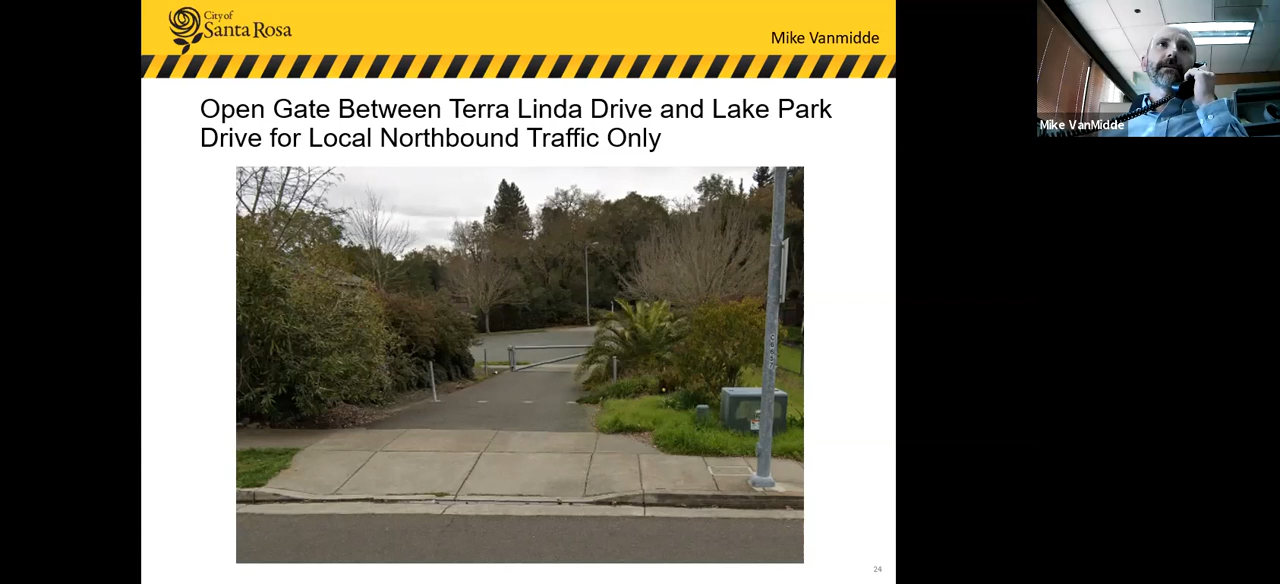 City of
Santa Rosa
Mike Vanmidde
Open Gate Between Terra Linda Drive and Lake Park
Drive for Local Northbound Traffic Only
24
Mike VanMidde